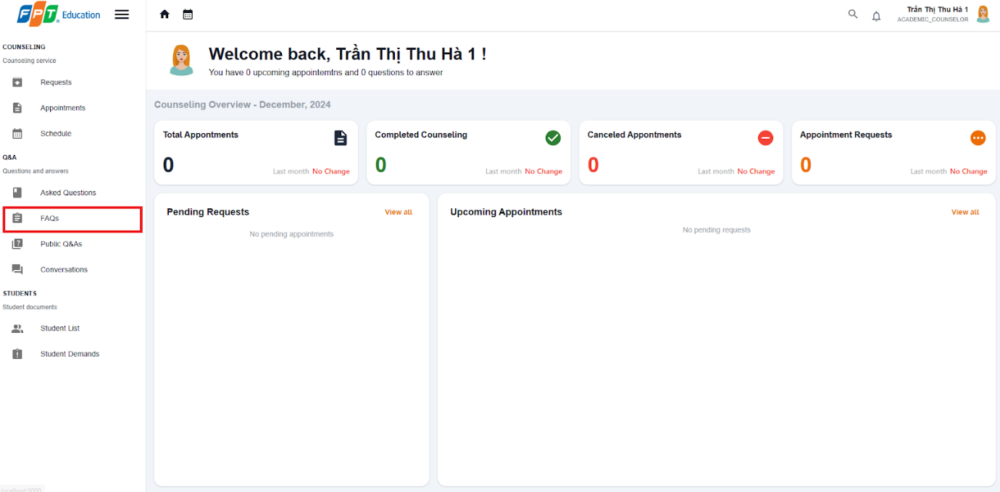 FPT Education
Trần Thị Thu Hà 1
ACADEMIC_COUNSELOR
COUNSELING
Counseling service
Requests
Appointments
Schedule
Q&A
Questions and answers
Asked Questions
FAQs
Public Q&As
Conversations
STUDENTS
Student documents
Student List
Student Demands
Welcome back, Trần Thị Thu Hà 1 !
You have 0 upcoming appointemtns and 0 questions to answer
Counseling Overview - December, 2024
Total Appontments
0
Last month No Change
Completed Counseling
0
Last month No Change
Canceled Appontments
0
Last month No Change
Appointment Requests
0
Last month No Change
Pending Requests View all
No pending appointments
Upcoming Appointments View all
No pending requests
localhost:3000